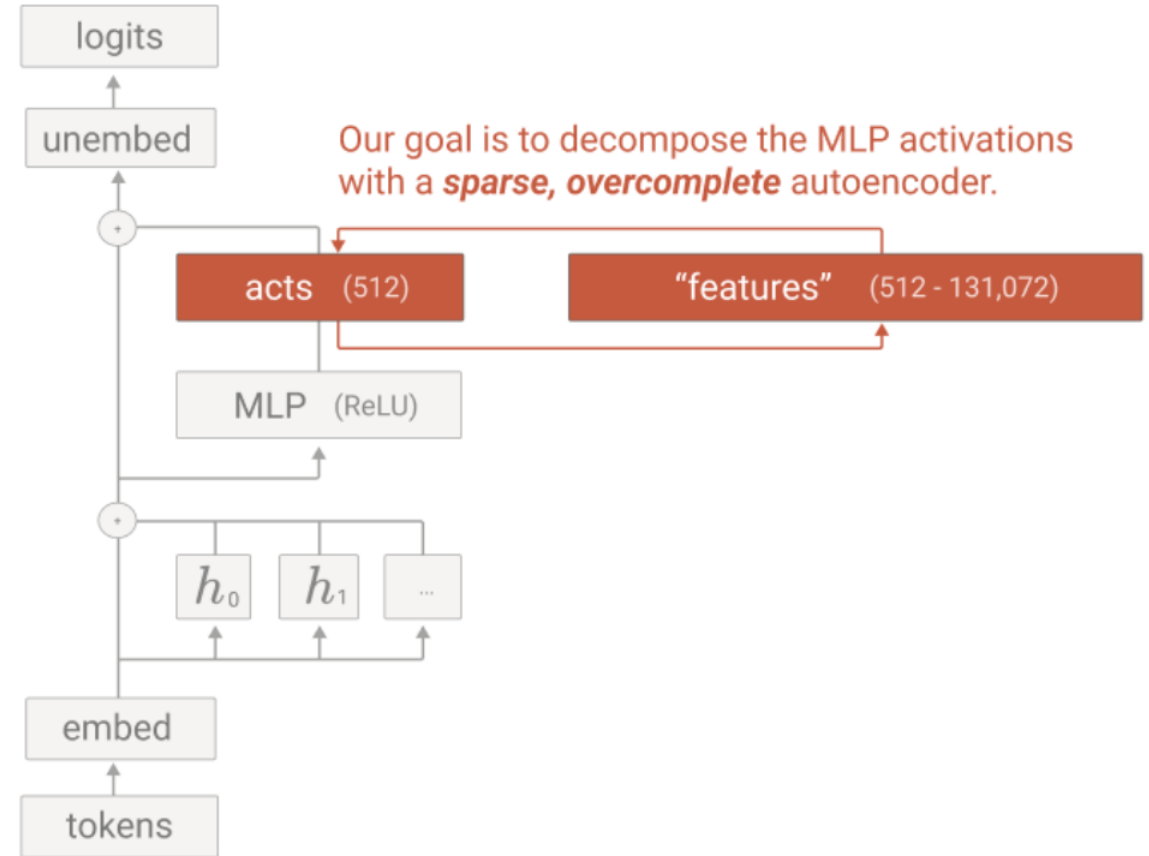 logits
unembed
Our goal is to decompose the MLP activations
with a sparse, overcomplete autoencoder.
+
acts (512)
“features” (512 - 131,072)
MLP (ReLU)
+
h0 h1 ...
embed
tokens